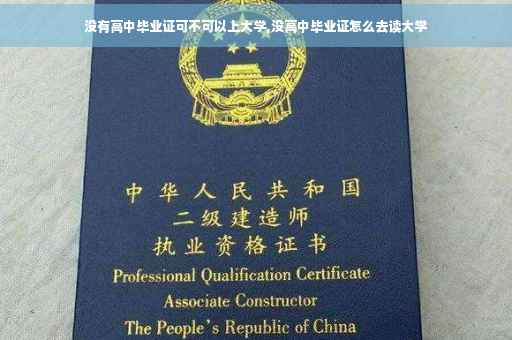 没有高中毕业证可不可以上大学,没高中毕业证怎么去读大学
中华人民共和国
二级建造师
执业资格证书
Professional Qualification Certificate
Associate Constructor
The People's Republic of China